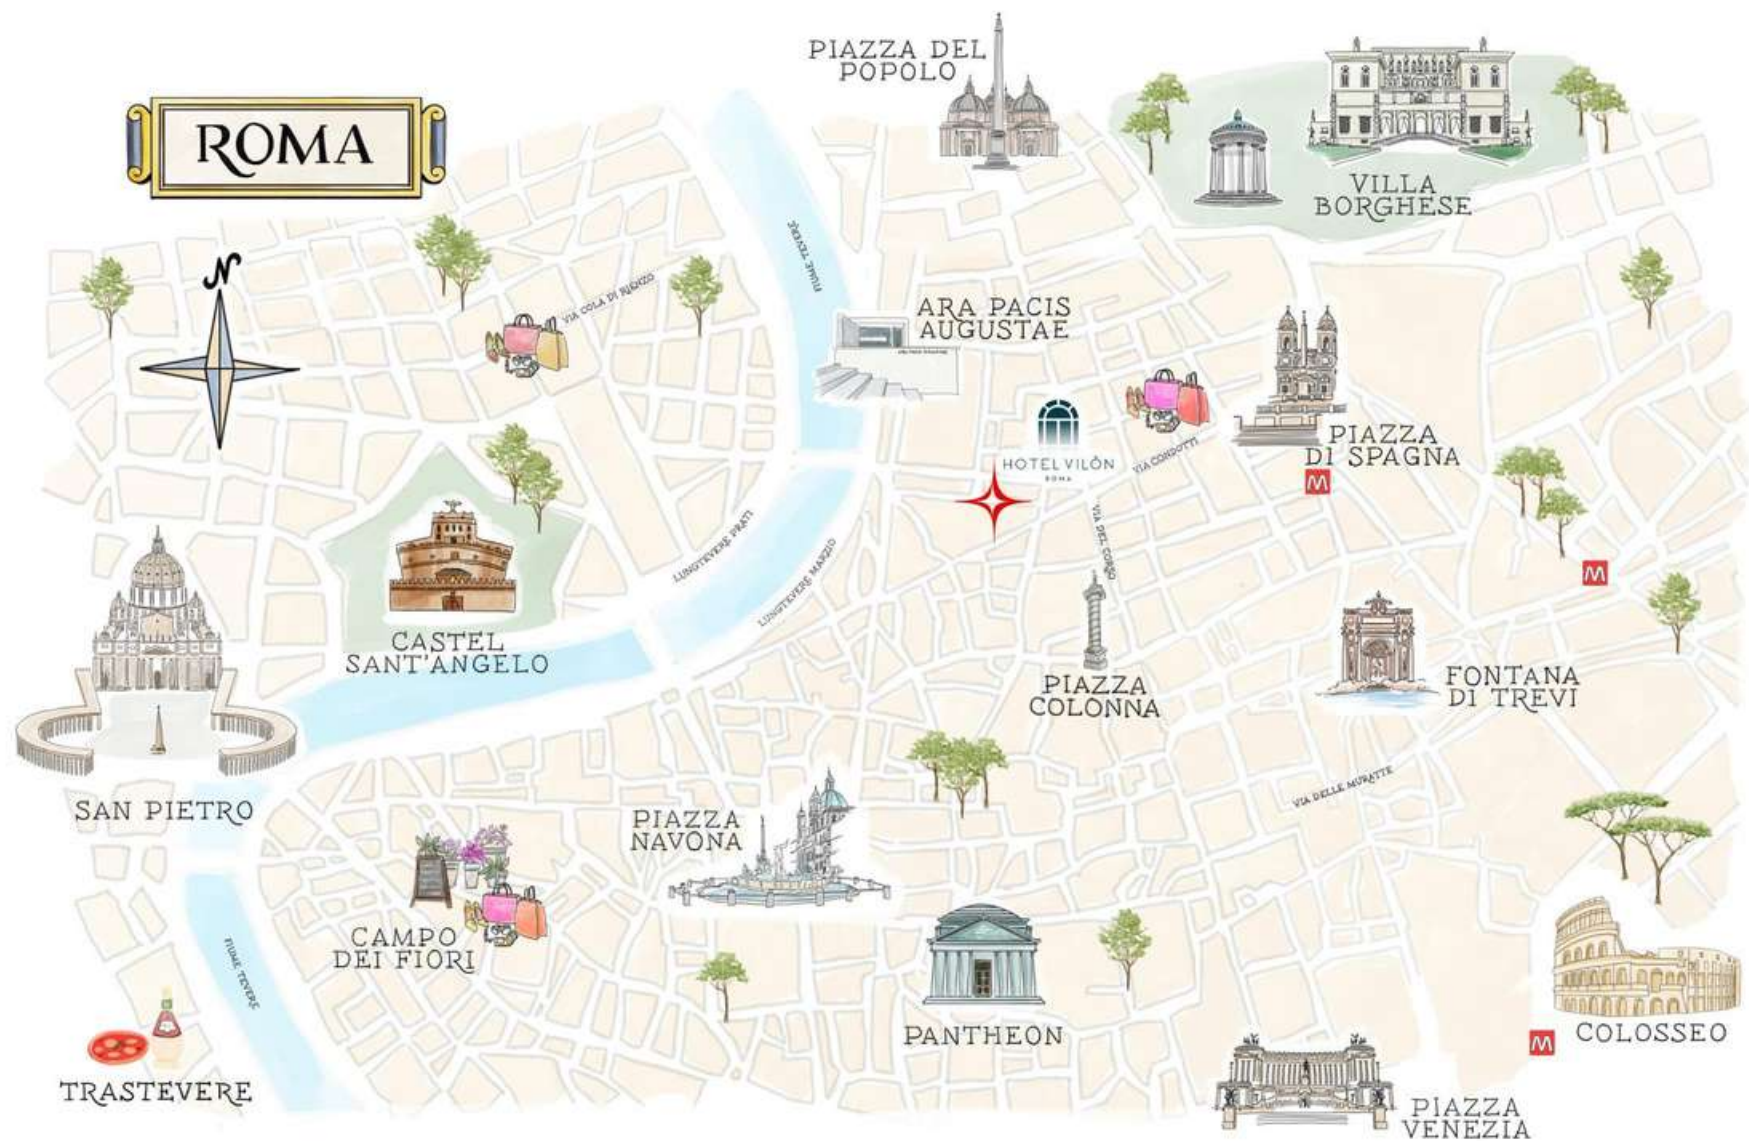 PIAZZA DEL
POPOLO
ROMA
VILLA
BORGHESE
N
FIUME TEVERE
VIA COLA DI RIENZO
ARA PACIS
AUGUSTAE
HOTEL VILÒN
ROMA
VIA CONDOTTI
PIAZZA
DI SPAGNA
M
VIA DEL CORSO
LUNGTEVERE PRATI
LUNGTEVERE MARZIO
M
CASTEL
SANT'ANGELO
PIAZZA
COLONNA
FONTANA
DI TREVI
SAN PIETRO
VIA DELLE MURATTE
PIAZZA
NAVONA
CAMPO
DEI FIORI
FIUME TEVERE
PANTHEON
COLOSSEO
M
TRASTEVERE
PIAZZA
VENEZIA